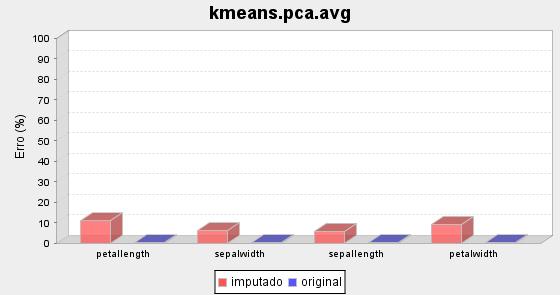 kmeans.pca.avg
100
90
80
70
60
50
40
30
20
10
0
Erro (%)
petallength sepalwidth sepallength petalwidth
imputado original